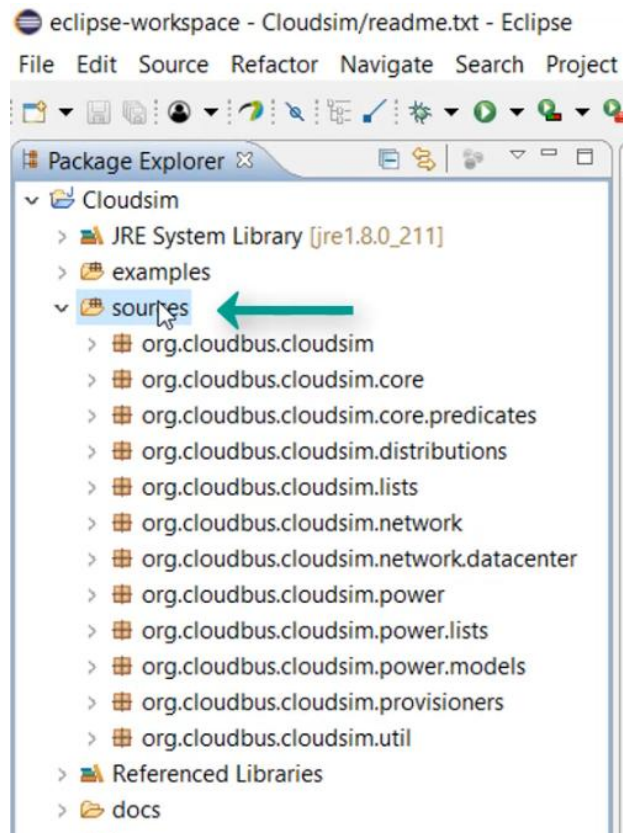 eclipse-workspace - Cloudsim/readme.txt - Eclipse
File Edit Source Refactor Navigate Search Project
Package Explorer
Cloudsim
JRE System Library [jre1.8.0_211]
examples
sources
org.cloudbus.cloudsim
org.cloudbus.cloudsim.core
org.cloudbus.cloudsim.core.predicates
org.cloudbus.cloudsim.distributions
org.cloudbus.cloudsim.lists
org.cloudbus.cloudsim.network
org.cloudbus.cloudsim.network.datacenter
org.cloudbus.cloudsim.power
org.cloudbus.cloudsim.power.lists
org.cloudbus.cloudsim.power.models
org.cloudbus.cloudsim.provisioners
org.cloudbus.cloudsim.util
Referenced Libraries
docs